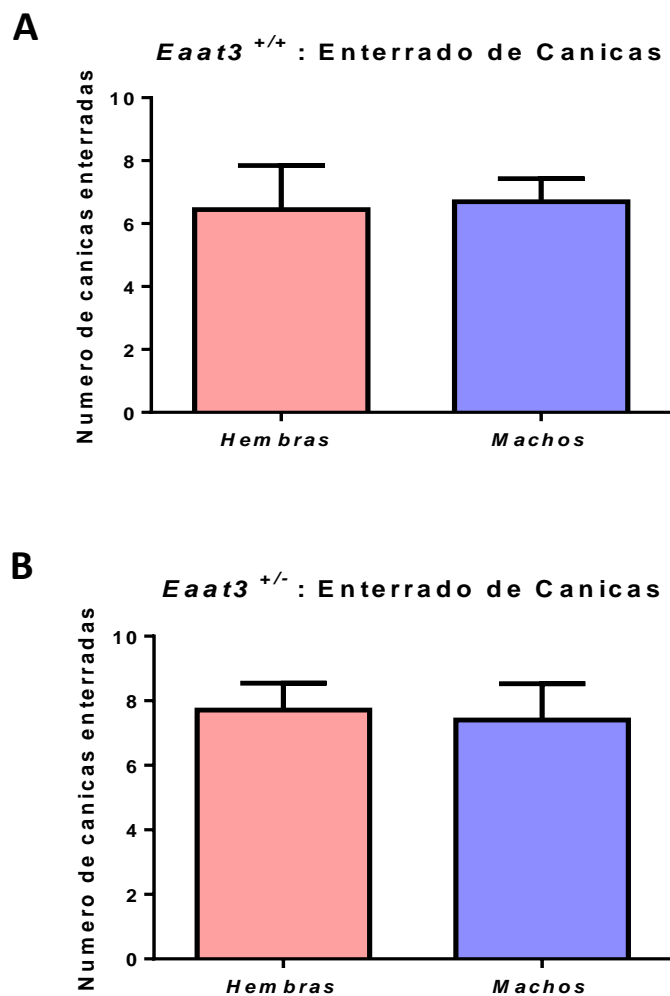 A
Eaat3 +/+ : Enterrado de Canicas
Numero de canicas enterradas
10
8
6
4
2
0
Hembras
Machos
B
Eaat3 +/- : Enterrado de Canicas
Numero de canicas enterradas
10
8
6
4
2
0
Hembras
Machos